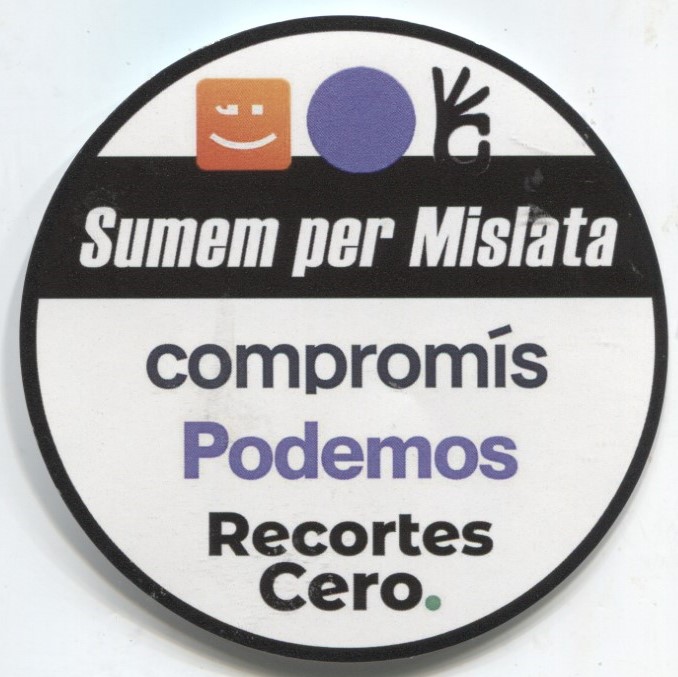 Sumem per Mislata
compromís
Podemos
Recortes
Cero.